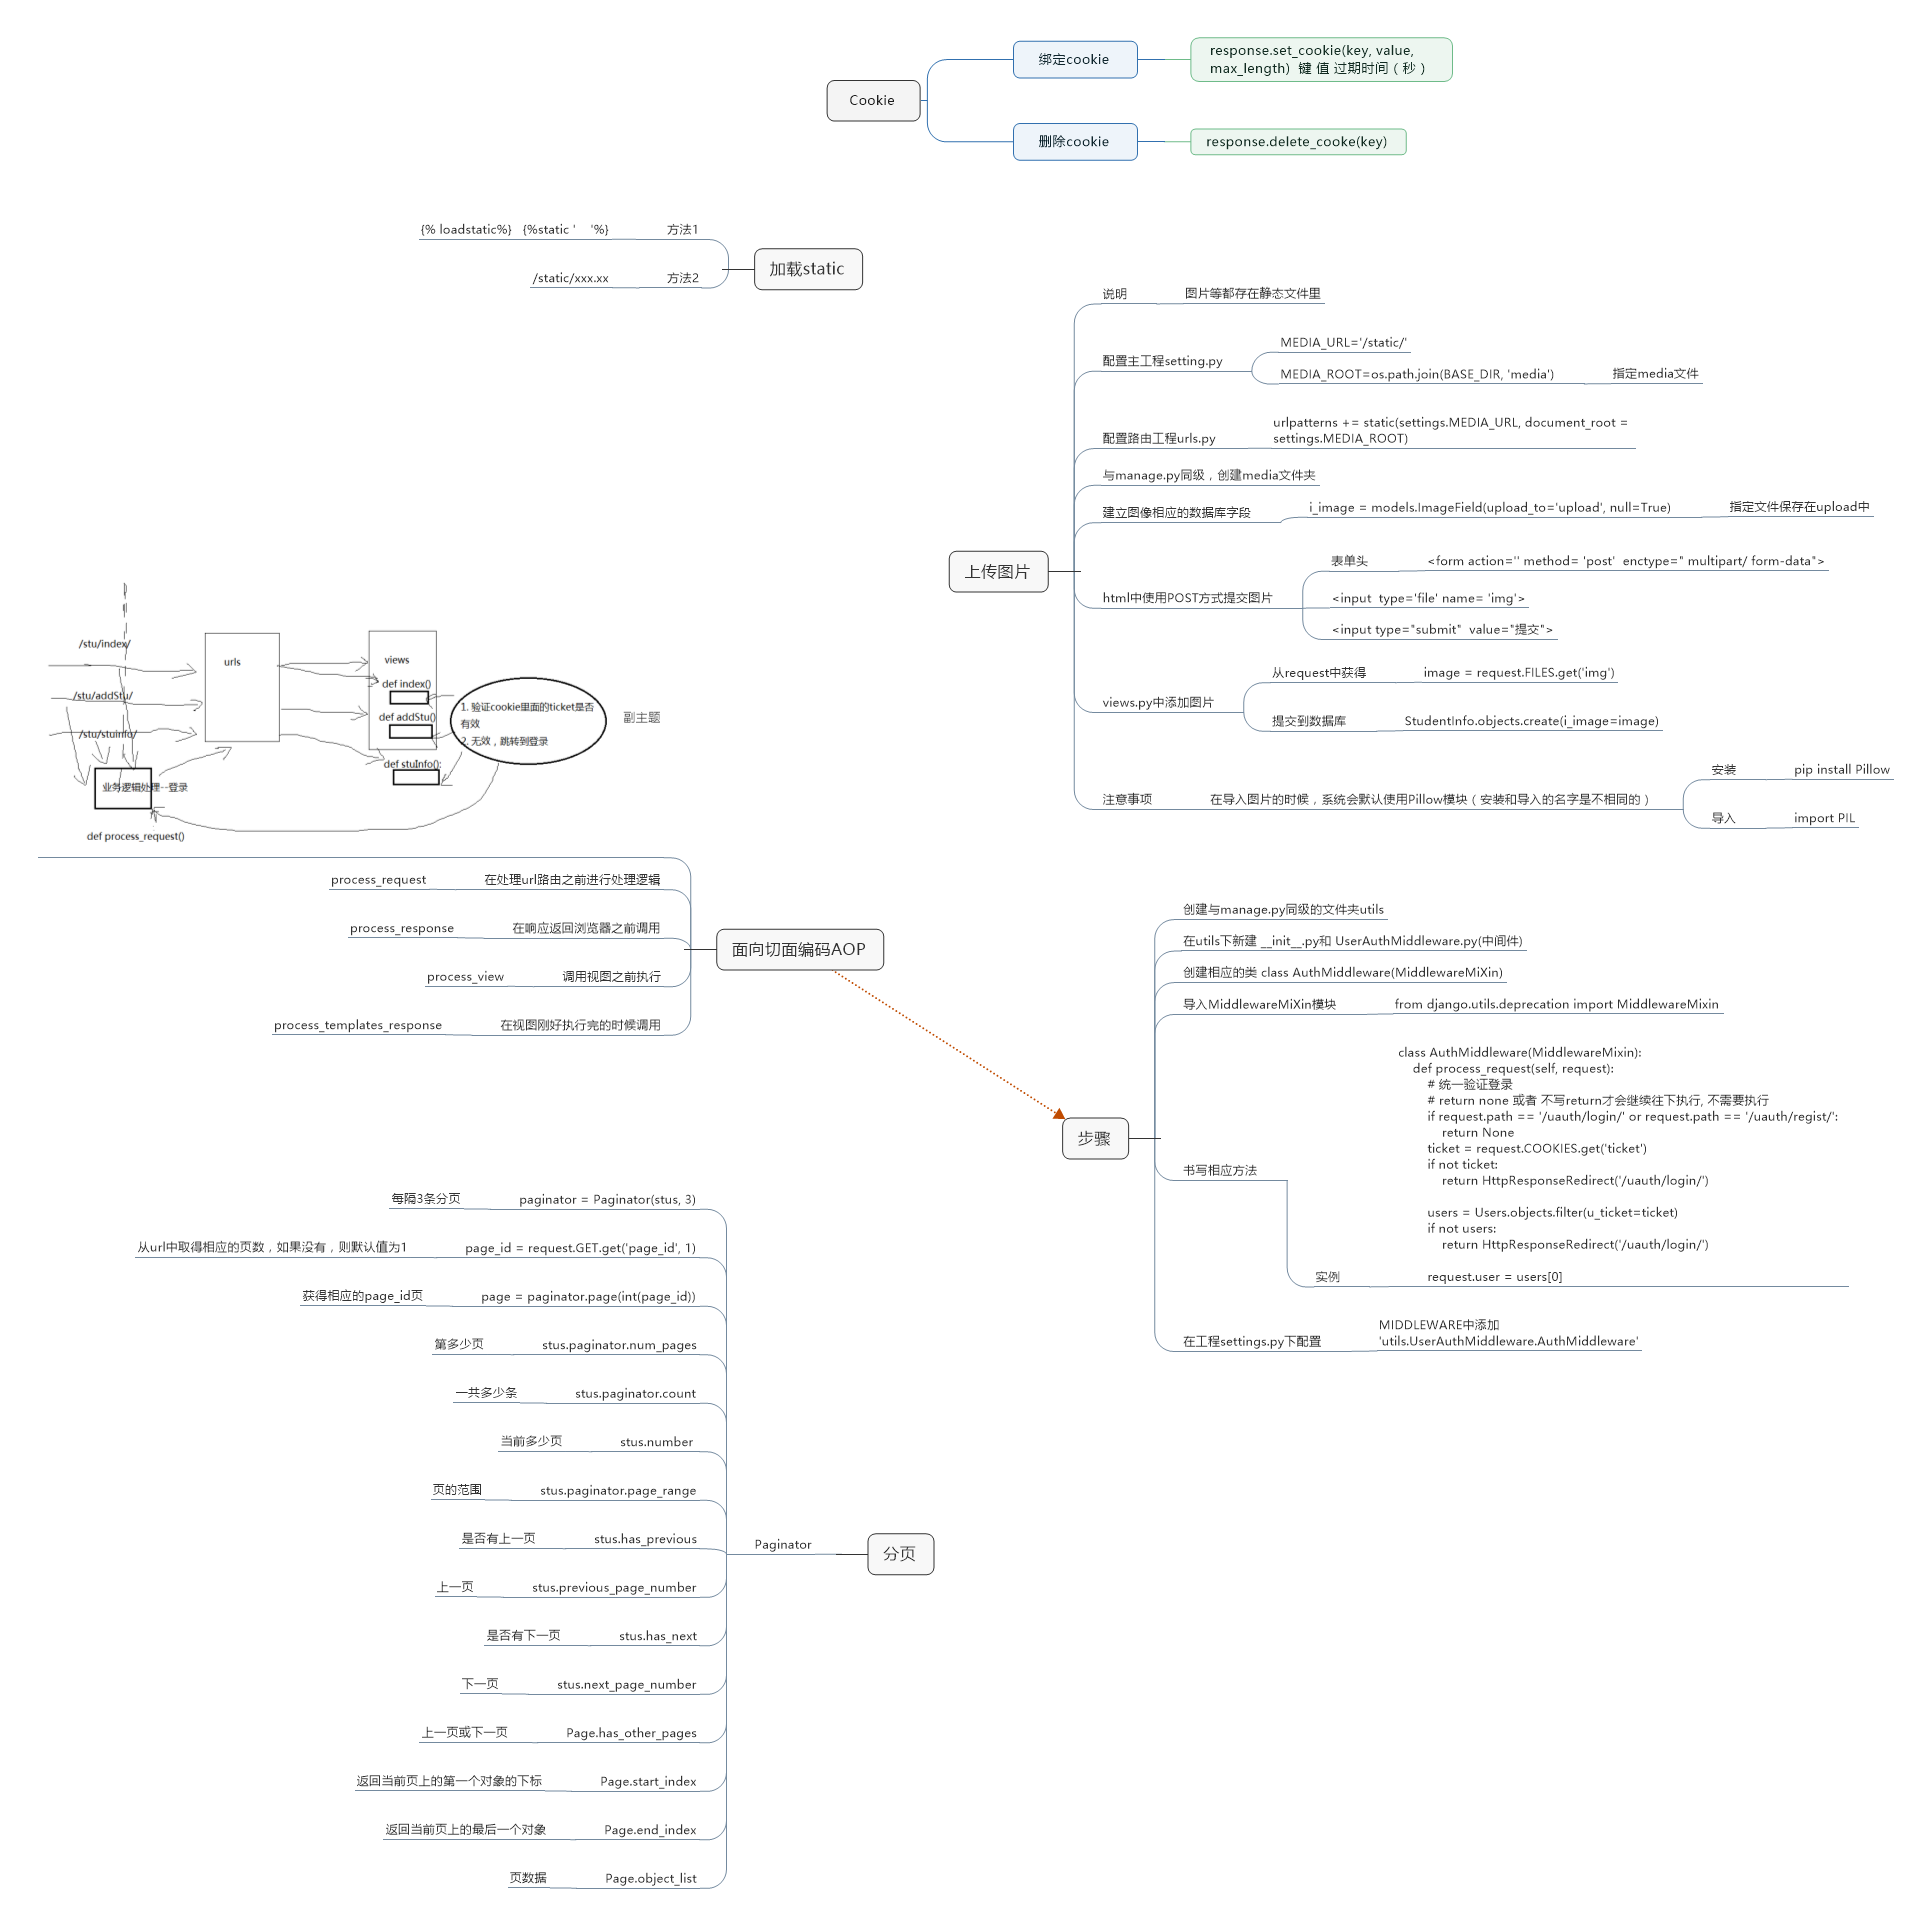 Cookie
绑定cookie
response.set_cookie(key, value,
max_length)  键 值 过期时间（秒）
删除cookie
response.delete_cooke(key)
加载static
方法1
{% loadstatic%}   {%static '    '%}
方法2
/static/xxx.xx
上传图片
说明
图片等都存在静态文件里
配置主工程setting.py
MEDIA_URL='/static/'
MEDIA_ROOT=os.path.join(BASE_DIR, 'media')
指定media文件
配置路由工程urls.py
urlpatterns += static(settings.MEDIA_URL, document_root =
settings.MEDIA_ROOT)
与manage.py同级，创建media文件夹
建立图像相应的数据库字段
i_image = models.ImageField(upload_to='upload', null=True)
指定文件保存在upload中
html中使用POST方式提交图片
表单头
<form action='' method= 'post'  enctype=" multipart/ form-data">
<input  type='file' name= 'img'>
<input type="submit"  value="提交">
views.py中添加图片
从request中获得
image = request.FILES.get('img')
提交到数据库
StudentInfo.objects.create(i_image=image)
注意事项
在导入图片的时候，系统会默认使用Pillow模块（安装和导入的名字是不相同的）
安装
pip install Pillow
导入
import PIL
/stu/index/
/stu/addStu/
/stu/stuinfo/
urls
views
def index()
def addStu()
def stuInfo():
1. 验证cookie里面的ticket是否
有效
2. 无效，跳转到登录
副主题
业务逻辑处理--登录
def process_request()
面向切面编码AOP
process_request
在处理url路由之前进行处理逻辑
process_response
在响应返回浏览器之前调用
process_view
调用视图之前执行
process_templates_response
在视图刚好执行完的时候调用
步骤
创建与manage.py同级的文件夹utils
在utils下新建 __init__.py和 UserAuthMiddleware.py(中间件)
创建相应的类 class AuthMiddleware(MiddlewareMiXin)
导入MiddlewareMiXin模块
from django.utils.deprecation import MiddlewareMixin
书写相应方法
实例
class AuthMiddleware(MiddlewareMixin):
    def process_request(self, request):
        # 统一验证登录
        # return none 或者 不写return才会继续往下执行, 不需要执行
        if request.path == '/uauth/login/' or request.path == '/uauth/regist/':
            return None
        ticket = request.COOKIES.get('ticket')
        if not ticket:
            return HttpResponseRedirect('/uauth/login/')
        users = Users.objects.filter(u_ticket=ticket)
        if not users:
            return HttpResponseRedirect('/uauth/login/')
        request.user = users[0]
在工程settings.py下配置
MIDDLEWARE中添加
'utils.UserAuthMiddleware.AuthMiddleware'
分页
Paginator
每隔3条分页
paginator = Paginator(stus, 3)
从url中取得相应的页数，如果没有，则默认值为1
page_id = request.GET.get('page_id', 1)
获得相应的page_id页
page = paginator.page(int(page_id))
第多少页
stus.paginator.num_pages
一共多少条
stus.paginator.count
当前多少页
stus.number
页的范围
stus.paginator.page_range
是否有上一页
stus.has_previous
上一页
stus.previous_page_number
是否有下一页
stus.has_next
下一页
stus.next_page_number
上一页或下一页
Page.has_other_pages
返回当前页上的第一个对象的下标
Page.start_index
返回当前页上的最后一个对象
Page.end_index
页数据
Page.object_list